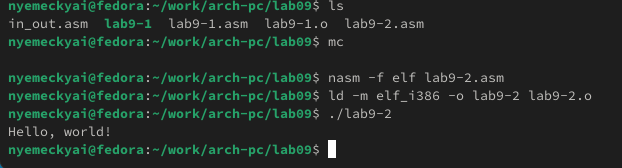 nyemeckyai@fedora:~/work/arch-pc/lab09$ ls
in_out.asm  lab9-1  lab9-1.asm  lab9-1.o  lab9-2.asm
nyemeckyai@fedora:~/work/arch-pc/lab09$ mc
nyemeckyai@fedora:~/work/arch-pc/lab09$ nasm -f elf lab9-2.asm
nyemeckyai@fedora:~/work/arch-pc/lab09$ ld -m elf_i386 -o lab9-2 lab9-2.o
nyemeckyai@fedora:~/work/arch-pc/lab09$ ./lab9-2
Hello, world!
nyemeckyai@fedora:~/work/arch-pc/lab09$